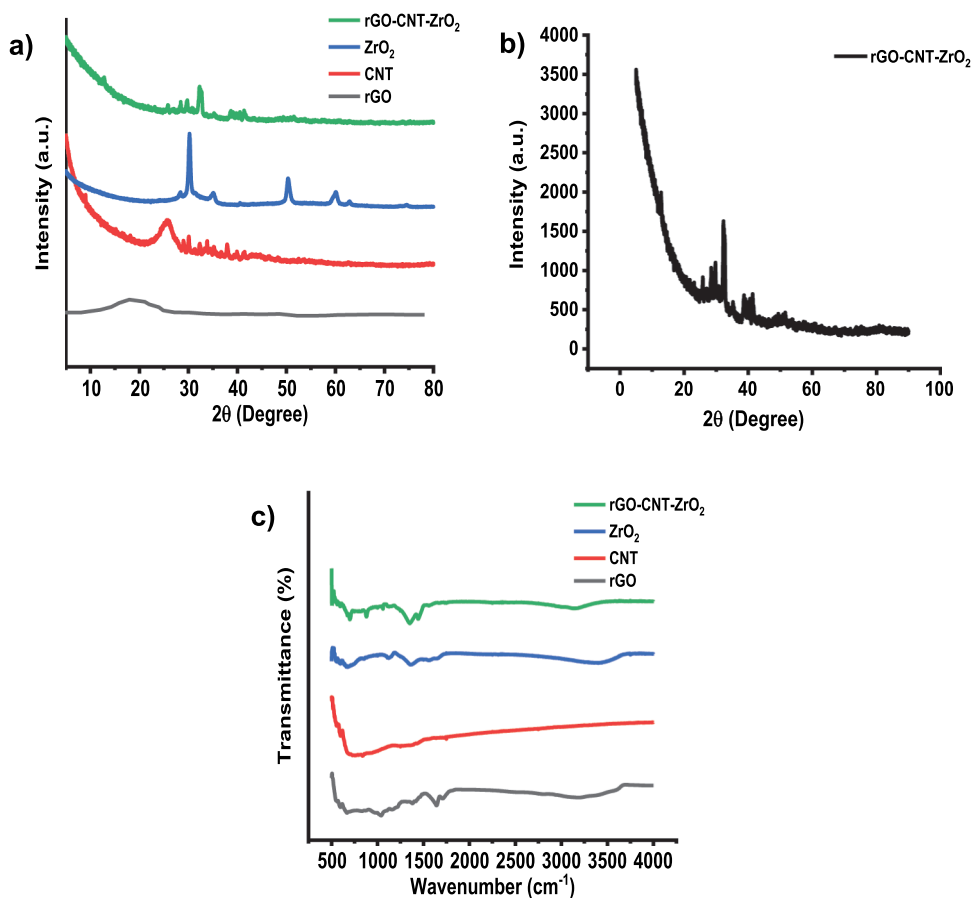 a)
rGO-CNT-ZrO₂
ZrO₂
CNT
rGO
Intensity (a.u.)
10 20 30 40 50 60 70 80
2θ (Degree)
b)
rGO-CNT-ZrO₂
4000
3500
3000
2500
2000
1500
1000
500
0
Intensity (a.u.)
0 20 40 60 80 100
2θ (Degree)
c)
rGO-CNT-ZrO₂
ZrO₂
CNT
rGO
Transmittance (%)
500 1000 1500 2000 2500 3000 3500 4000
Wavenumber (cm⁻¹)